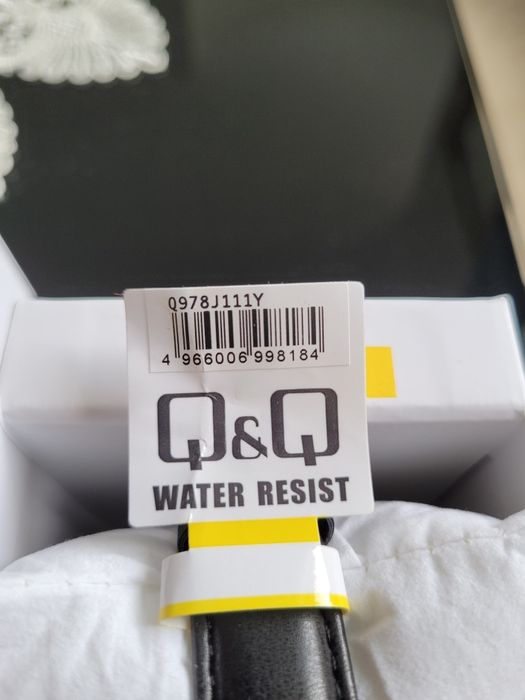 Q978J111Y
4 966006 998184
Q&Q
WATER RESIST